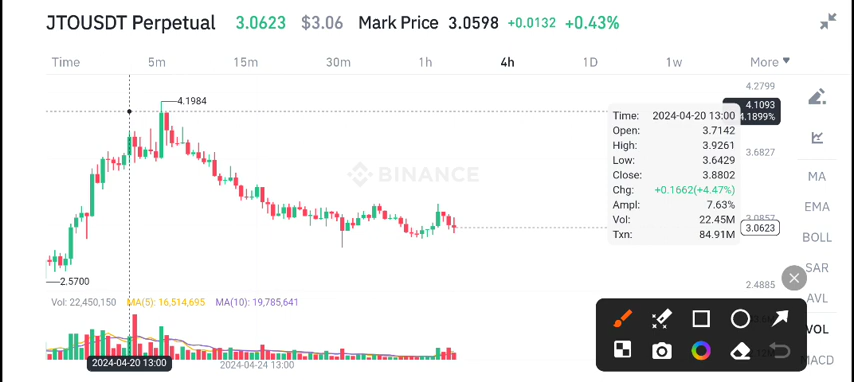 JTOUSDT Perpetual 3.0623 $3.06 Mark Price 3.0598 +0.0132 +0.43%
Time 5m 15m 30m 1h 4h 1D 1w More
4.2799
4.1984
4.1093
4.1899%
Time: 2024-04-20 13:00
Open: 3.7142
High: 3.9261
Low: 3.6429
Close: 3.8802
Chg: +0.1662(+4.47%)
Ampl: 7.63%
Vol: 22.45M
Txn: 84.91M
3.6827
BINANCE
MA
EMA
3.0857
3.0623
BOLL
SAR
2.5700
2.4885
AVL
Vol: 22,450,150 MA(5): 16,514,695 MA(10): 19,785,641
VOL
MACD
2024-04-20 13:00
2024-04-24 13:00